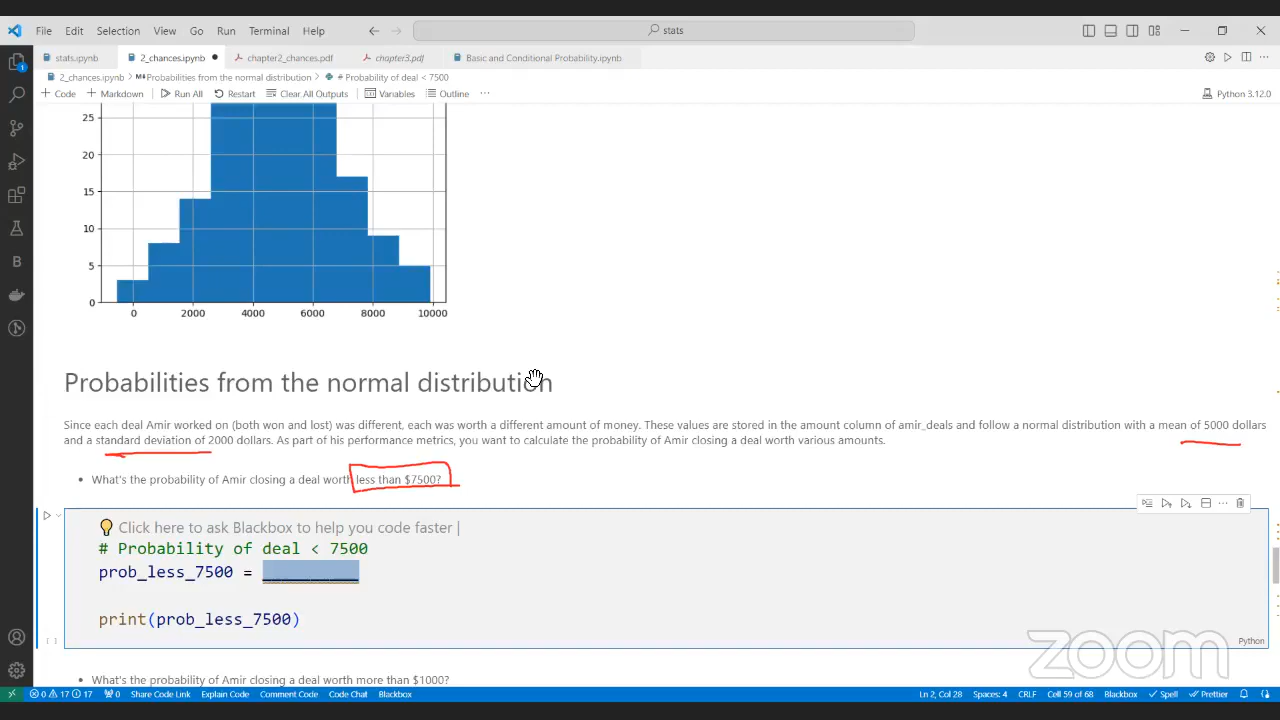 File Edit Selection View Go Run Terminal Help
stats
stats.ipynb 2_chances.ipynb chapter2_chances.pdf chapter3.pdf Basic and Conditional Probability.ipynb
2_chances.ipynb > Probabilities from the normal distribution > # Probability of deal < 7500
+ Code + Markdown Run All Restart Clear All Outputs Variables Outline ... Python 3.12.0
25
20
15
10
5
0
0 2000 4000 6000 8000 10000
Probabilities from the normal distribution
Since each deal Amir worked on (both won and lost) was different, each was worth a different amount of money. These values are stored in the amount column of amir_deals and follow a normal distribution with a mean of 5000 dollars
and a standard deviation of 2000 dollars. As part of his performance metrics, you want to calculate the probability of Amir closing a deal worth various amounts.
• What's the probability of Amir closing a deal worth less than $7500?
Click here to ask Blackbox to help you code faster |
# Probability of deal < 7500
prob_less_7500 = __________
print(prob_less_7500)
[ ]
Python
zoom
• What's the probability of Amir closing a deal worth more than $1000?
0 17 17 0 Share Code Link Explain Code Comment Code Code Chat Blackbox Ln 2, Col 28 Spaces: 4 CRLF Cell 59 of 68 Blackbox Spell Prettier